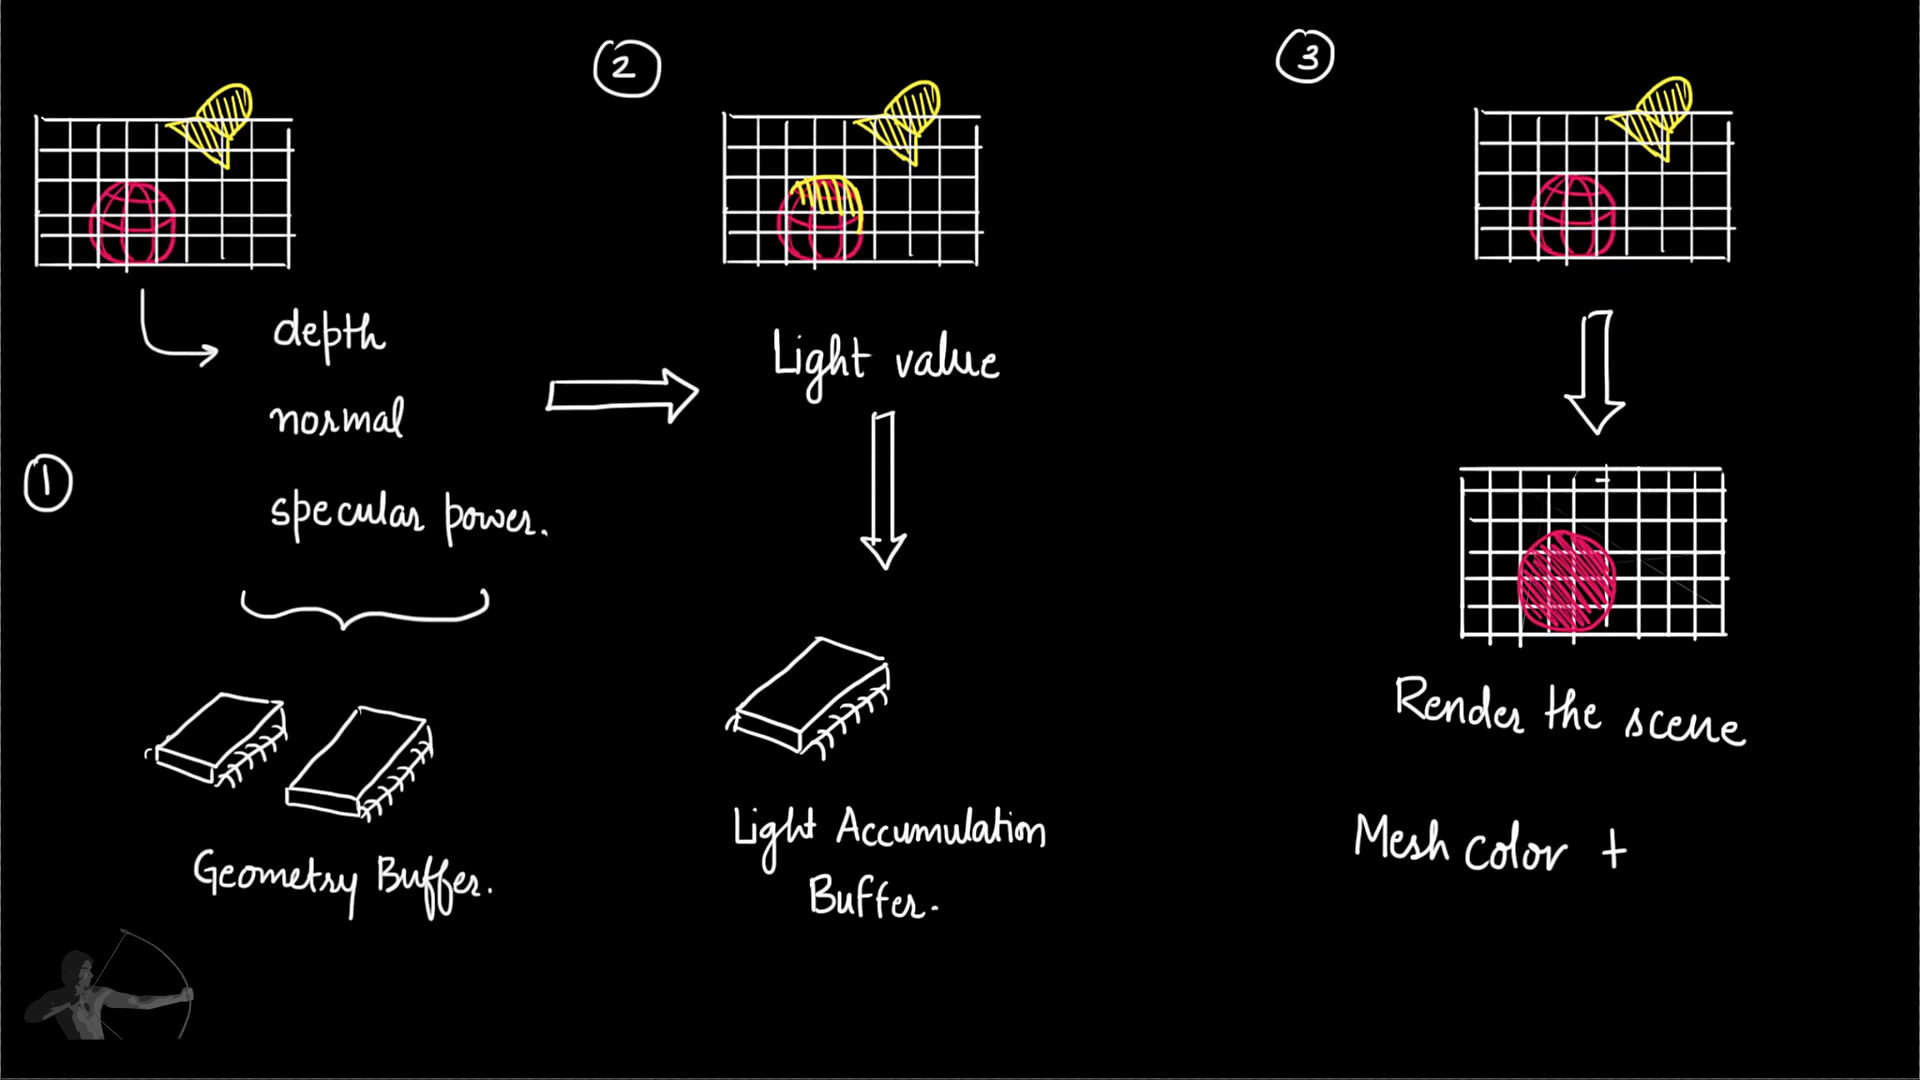 1
depth
normal
specular power.
Geometry Buffer.
2
Light value
Light Accumulation
Buffer.
3
Render the scene
Mesh color +